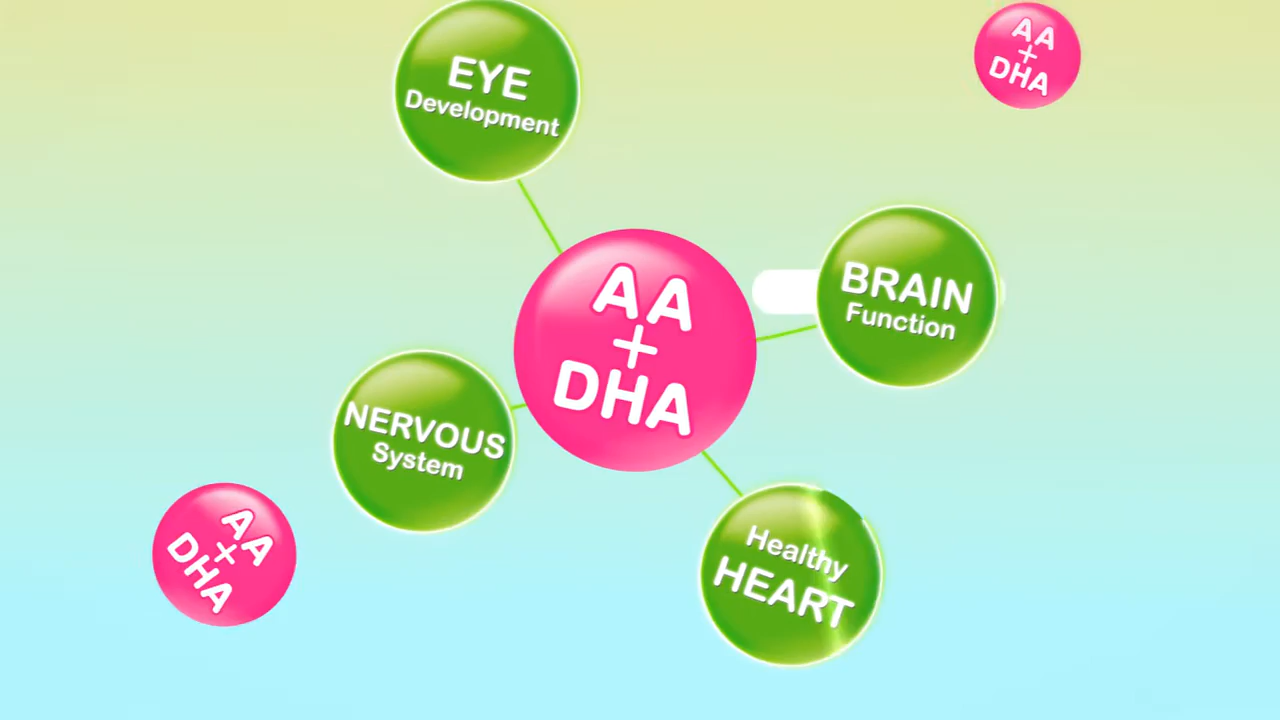 EYE
Development
AA
+
DHA
BRAIN
Function
AA
+
DHA
NERVOUS
System
AA
+
DHA
Healthy
HEART